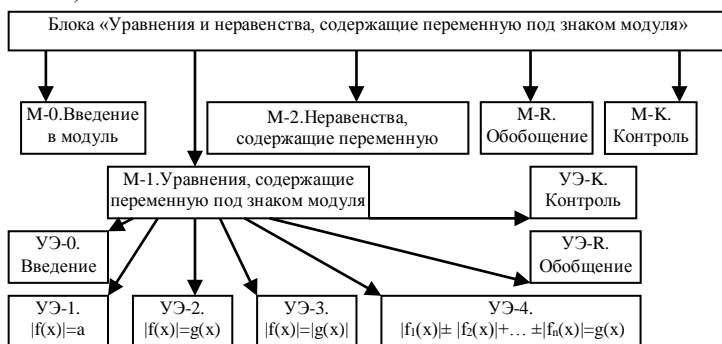 Блока «Уравнения и неравенства, содержащие переменную под знаком модуля»
М-0.Введение
в модуль
М-2.Неравенства,
содержащие переменную
М-R.
Обобощение
М-К.
Контроль
М-1.Уравнения, содержащие
переменную под знаком модуля
УЭ-К.
Контроль
УЭ-0.
Введение
УЭ-R.
Обобщение
УЭ-1.
|f(x)|=a
УЭ-2.
|f(x)|=g(x)
УЭ-3.
|f(x)|=|g(x)|
УЭ-4.
|f₁(x)|± |f₂(x)|+… ±|fₙ(x)|=g(x)